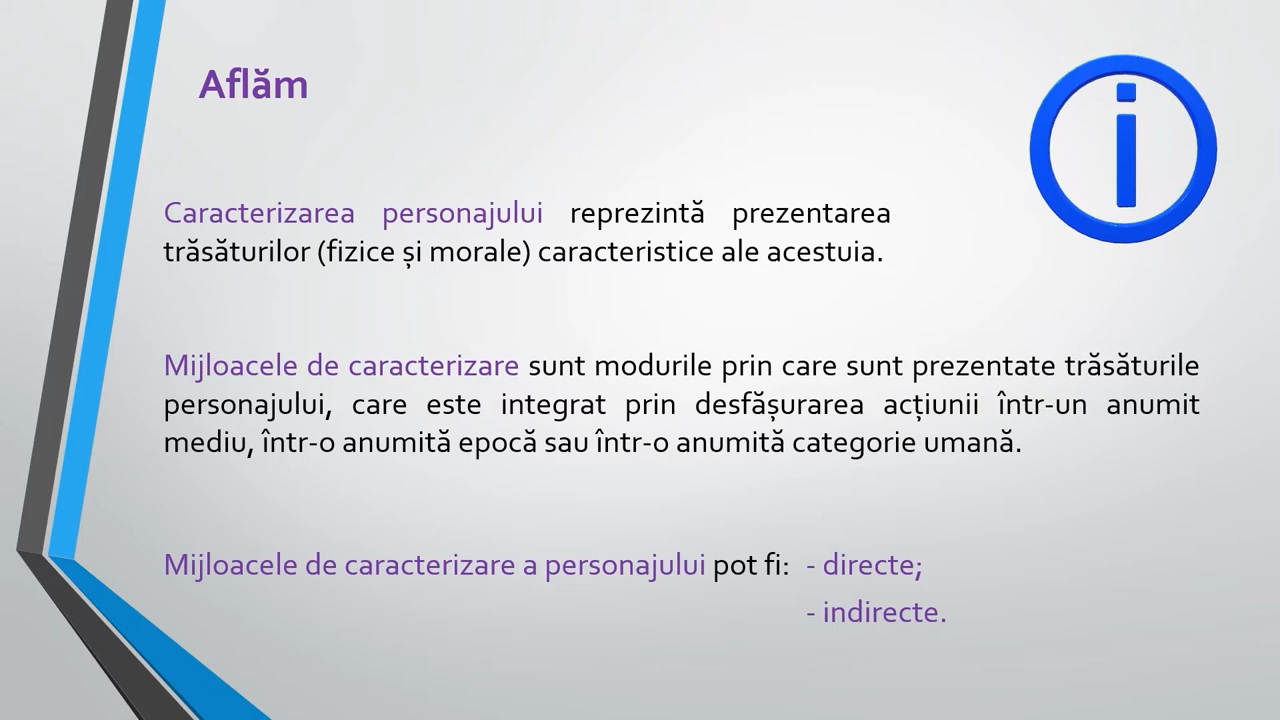 Aflăm
Caracterizarea personajului reprezintă prezentarea
trăsăturilor (fizice și morale) caracteristice ale acestuia.
Mijloacele de caracterizare sunt modurile prin care sunt prezentate trăsăturile
personajului, care este integrat prin desfășurarea acțiunii într-un anumit
mediu, într-o anumită epocă sau într-o anumită categorie umană.
Mijloacele de caracterizare a personajului pot fi: - directe;
- indirecte.